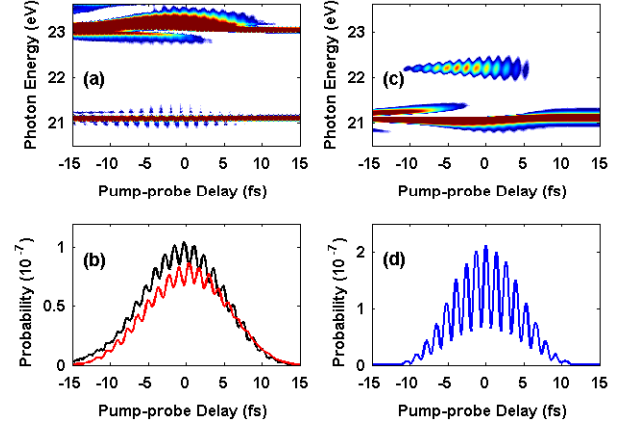 23 (a)
22
21
Photon Energy (eV)
-15 -10 -5 0 5 10 15
Pump-probe Delay (fs)
23 (c)
22
21
Photon Energy (eV)
-15 -10 -5 0 5 10 15
Pump-probe Delay (fs)
1 (b)
0.5
0
Probability (10⁻⁷)
-15 -10 -5 0 5 10 15
Pump-probe Delay (fs)
2 (d)
1
0
Probability (10⁻⁷)
-15 -10 -5 0 5 10 15
Pump-probe Delay (fs)